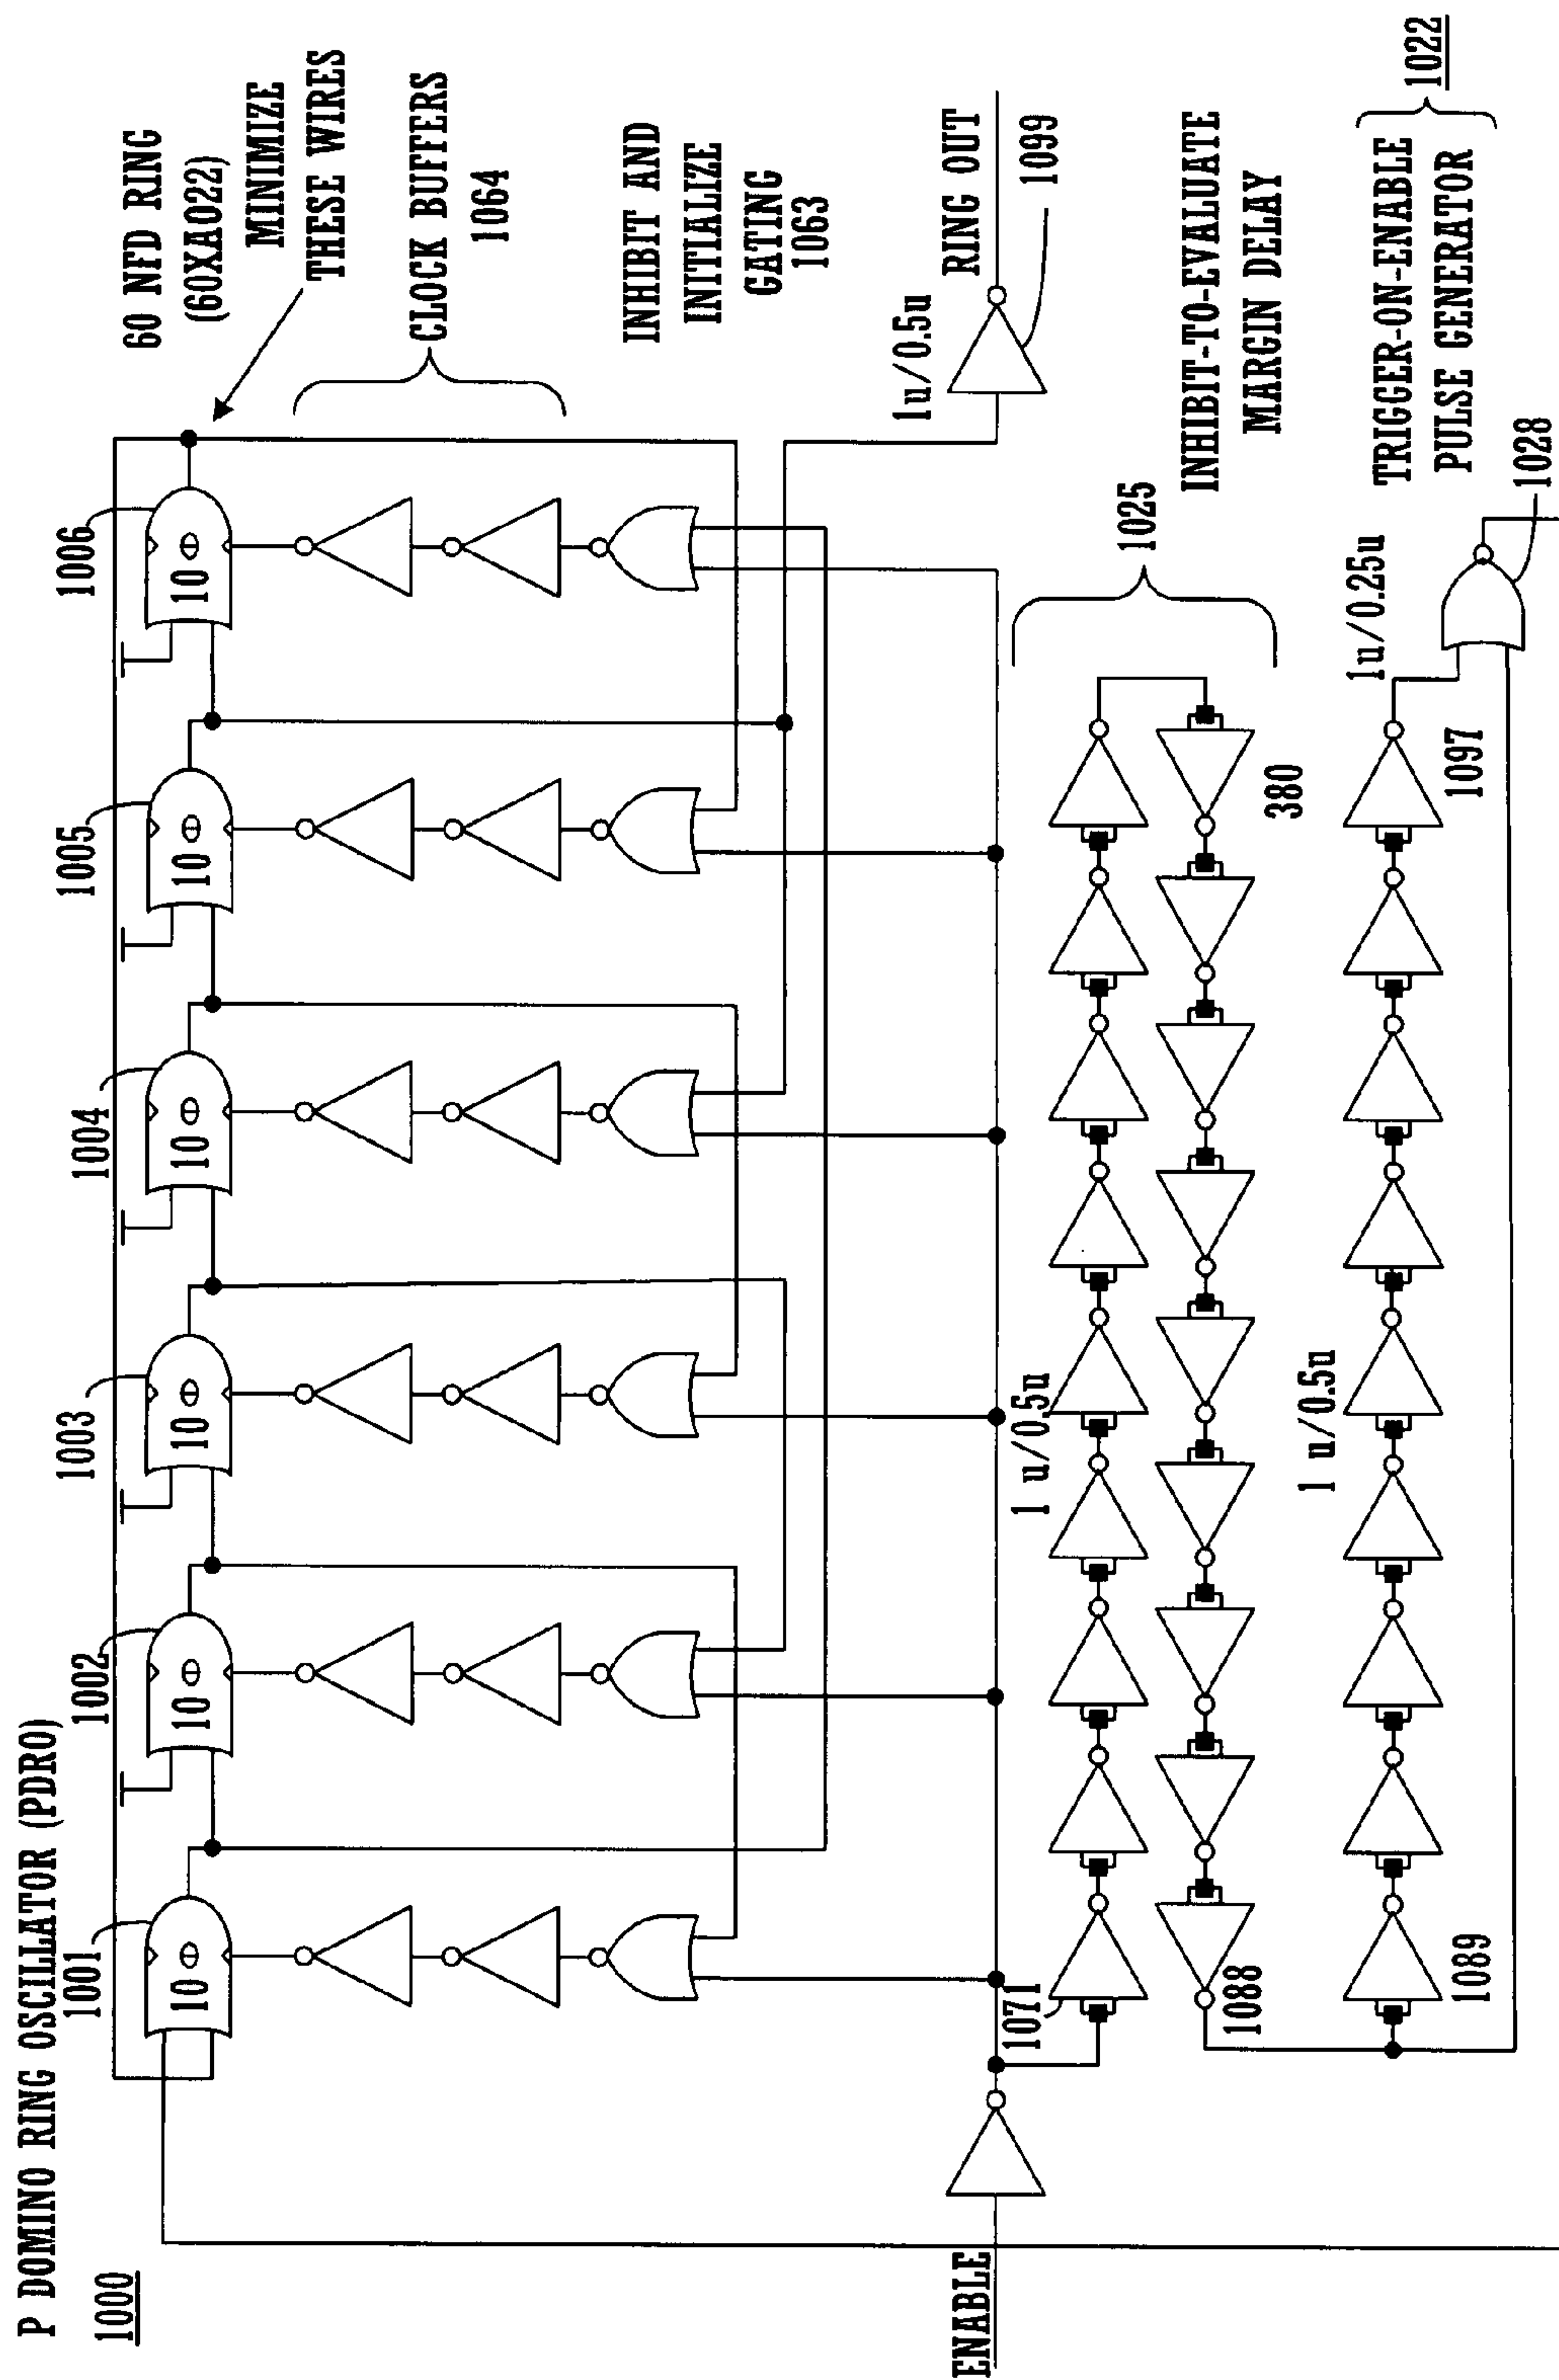 P DOMINO RING OSCILLATOR (PDRO)
1000
1001
1002
1003
1004
1005
1006
10 Θ
10 Θ
10 Θ
10 Θ
10 Θ
10 Θ
60 NFD RING
(60XAO22)
MINIMIZE
THESE WIRES
CLOCK BUFFERS
1064
INHIBIT AND
INITIALIZE
GATING
1063
ENABLE
1u/0.5u
RING OUT
1099
1071
1 u/0.5u
1025
INHIBIT-TO-EVALUATE
MARGIN DELAY
1088
380
1089
1 u/0.5u
1097
1u/0.25u
TRIGGER-ON-ENABLE
PULSE GENERATOR
1022
1028